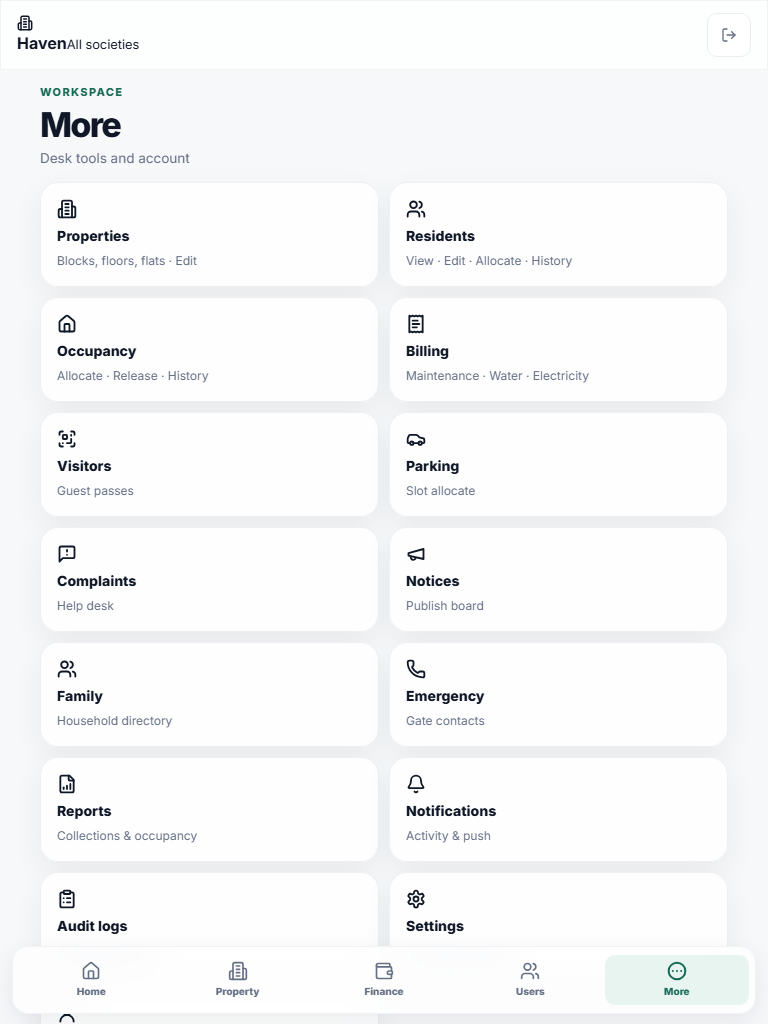 HavenAll societies
WORKSPACE
More
Desk tools and account
Properties
Blocks, floors, flats · Edit
Residents
View · Edit · Allocate · History
Occupancy
Allocate · Release · History
Billing
Maintenance · Water · Electricity
Visitors
Guest passes
Parking
Slot allocate
Complaints
Help desk
Notices
Publish board
Family
Household directory
Emergency
Gate contacts
Reports
Collections & occupancy
Notifications
Activity & push
Audit logs
Settings
Home
Property
Finance
Users
More